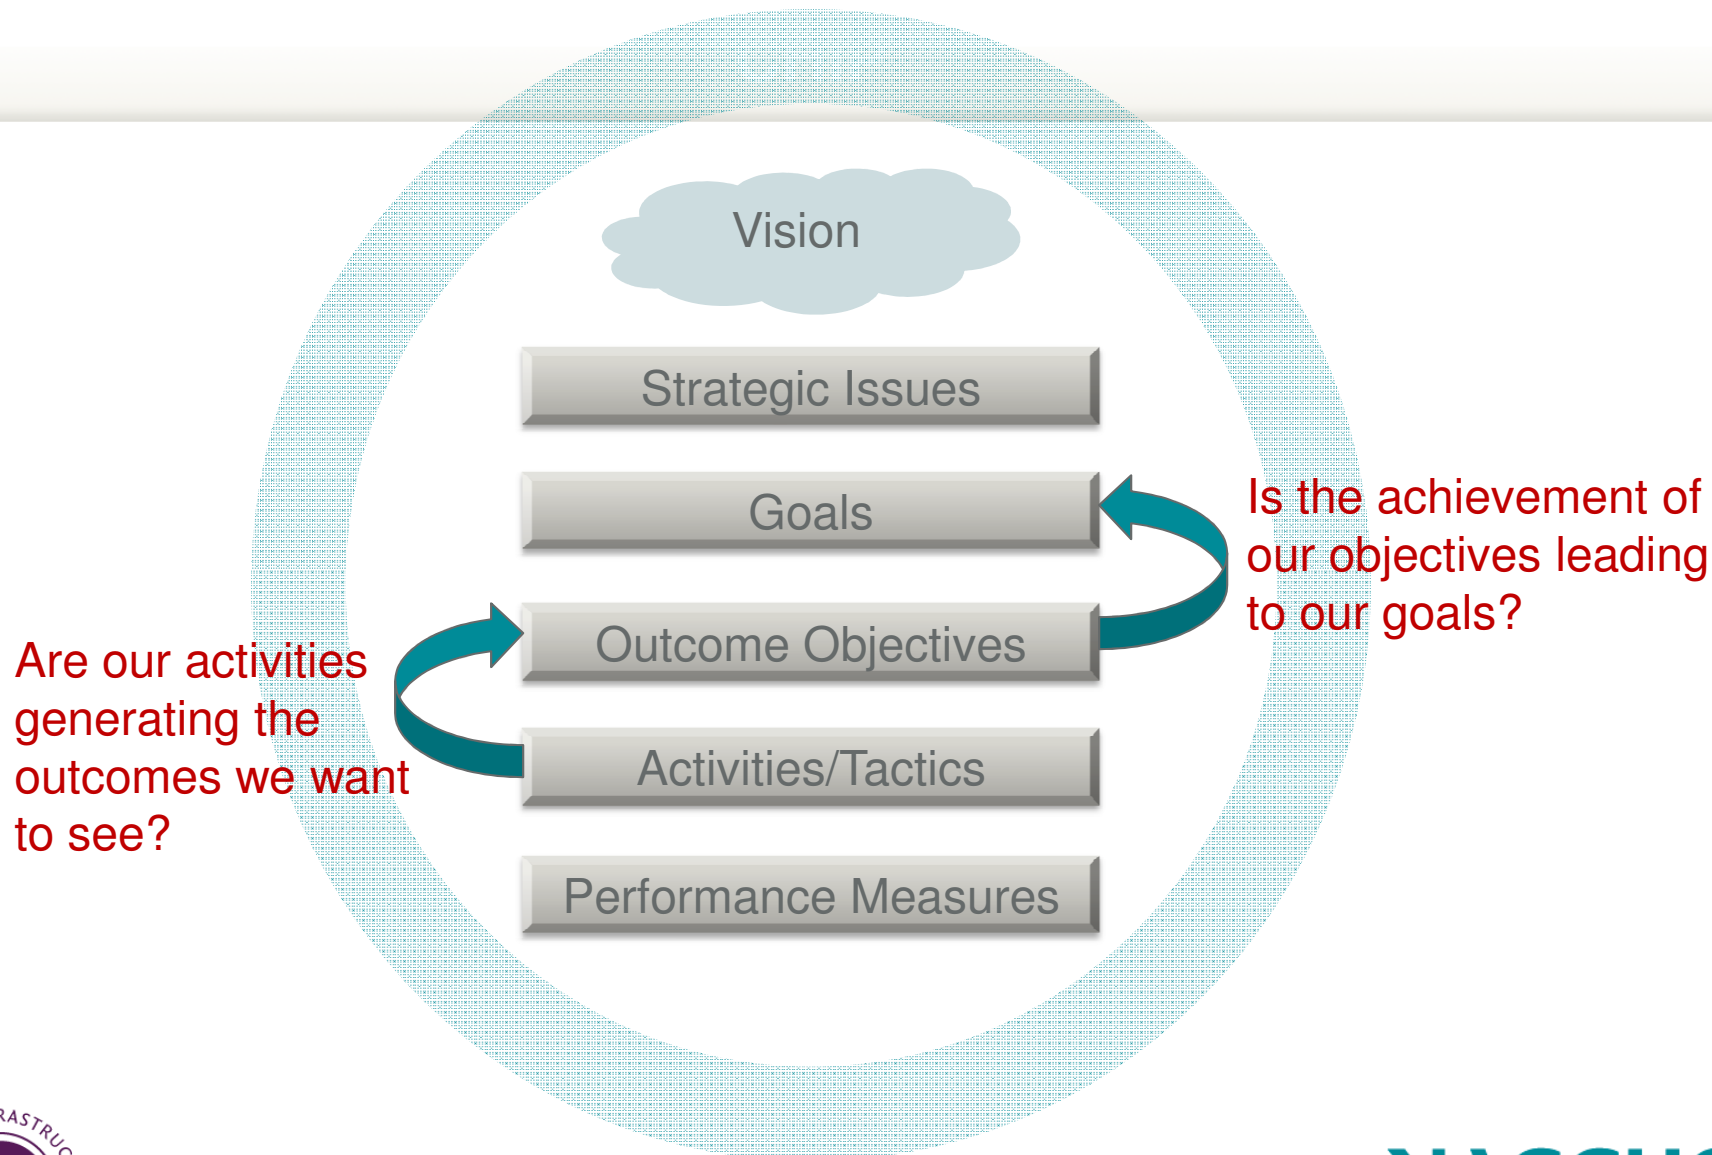 Vision
Strategic Issues
Goals
Is the achievement of
our objectives leading
to our goals?
Outcome Objectives
Are our activities
generating the
outcomes we want
to see?
Activities/Tactics
Performance Measures